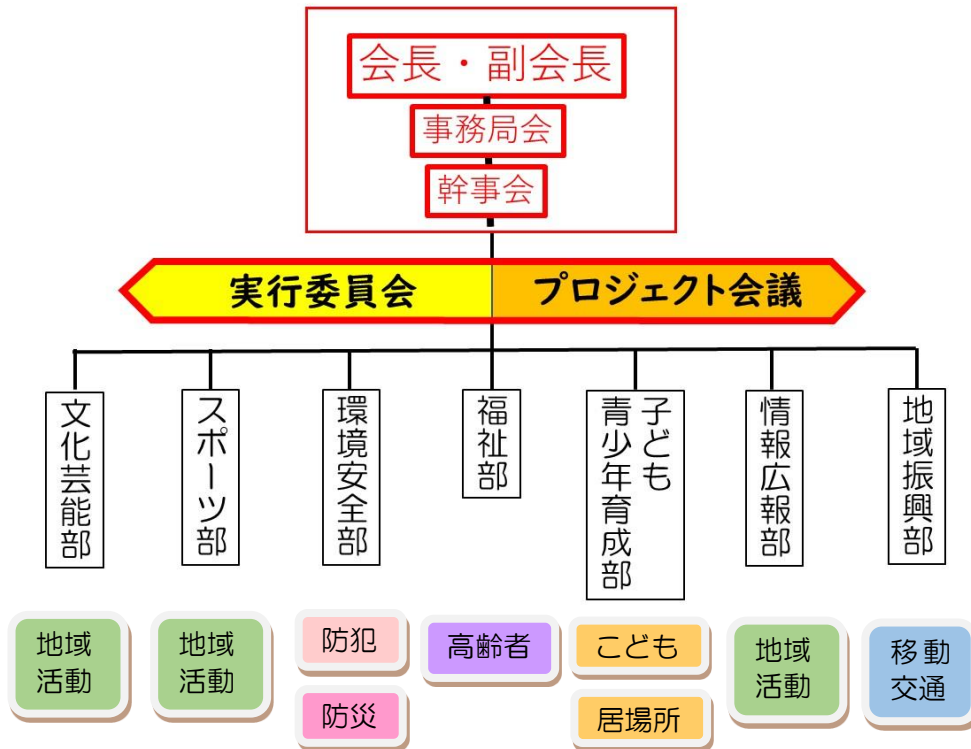 会長・副会長
事務局会
幹事会
実行委員会
プロジェクト会議
文化芸能部
スポーツ部
環境安全部
福祉部
子ども
青少年育成部
情報広報部
地域振興部
地域
活動
地域
活動
防犯
防災
高齢者
こども
居場所
地域
活動
移動
交通